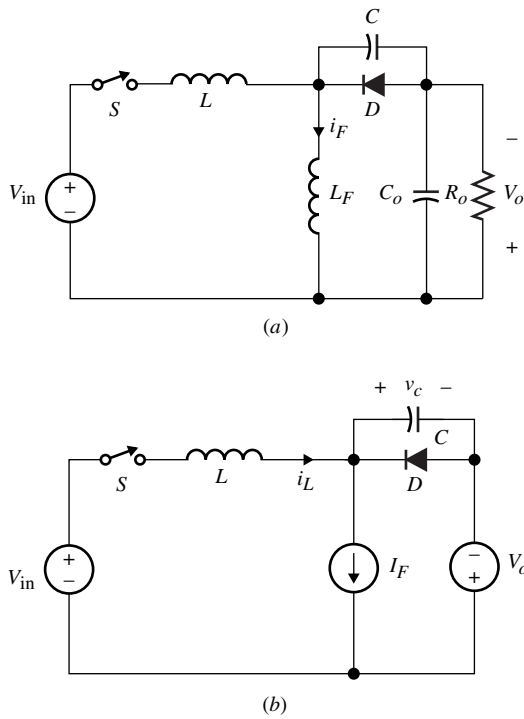 C
S
L
D
i_F
V_in
+
−
L_F
C_o
R_o
−
V_o
+
(a)
+ v_c −
C
S
L
i_L
D
V_in
+
−
I_F
−
+
V_o
(b)